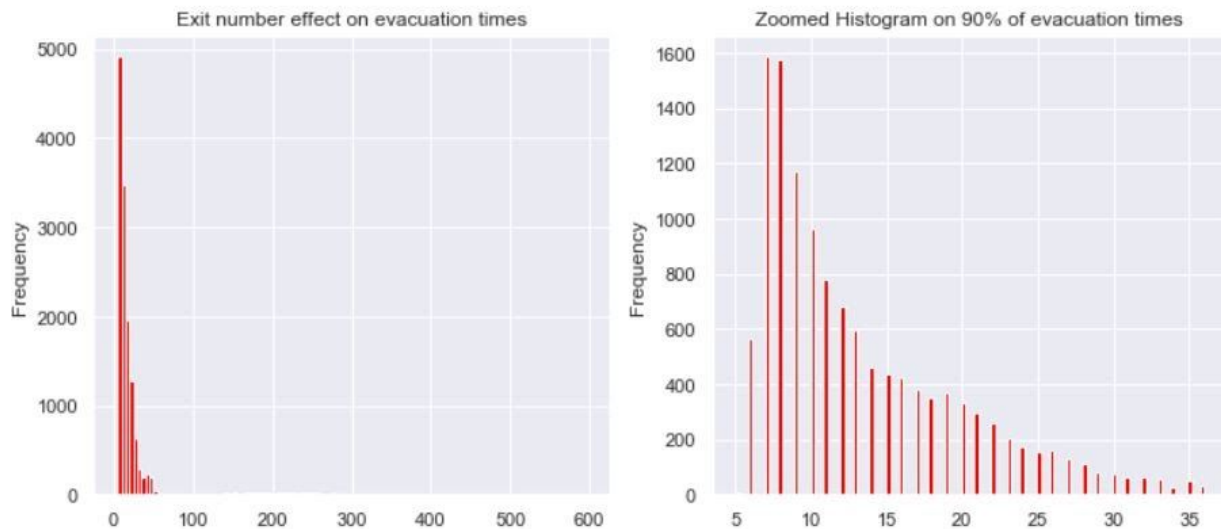 Exit number effect on evacuation times
5000
4000
3000
2000
1000
0
Frequency
0 100 200 300 400 500 600
Zoomed Histogram on 90% of evacuation times
1600
1400
1200
1000
800
600
400
200
0
Frequency
5 10 15 20 25 30 35